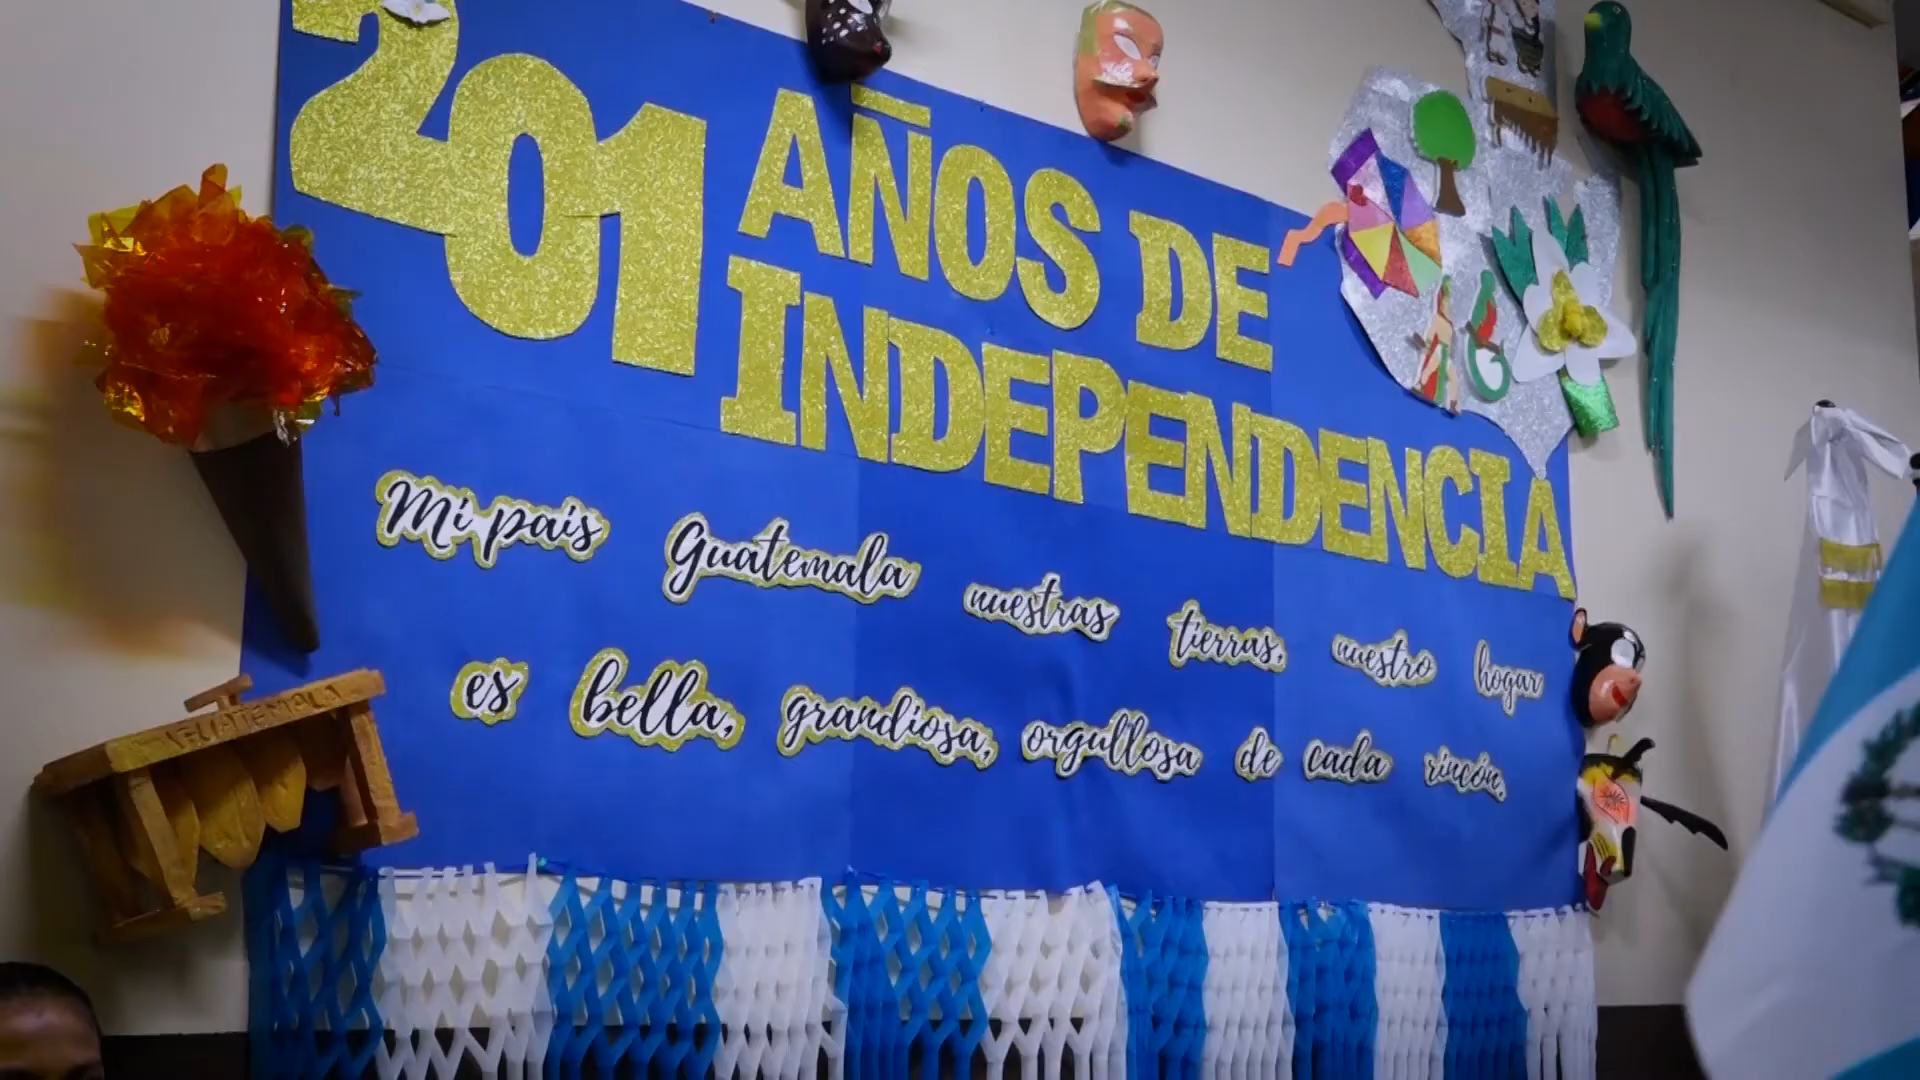 201 AÑOS DE
INDEPENDENCIA
Mi país Guatemala nuestras tierras, nuestro hogar
es bella, grandiosa, orgullosa de cada rincón.
GUATEMALA